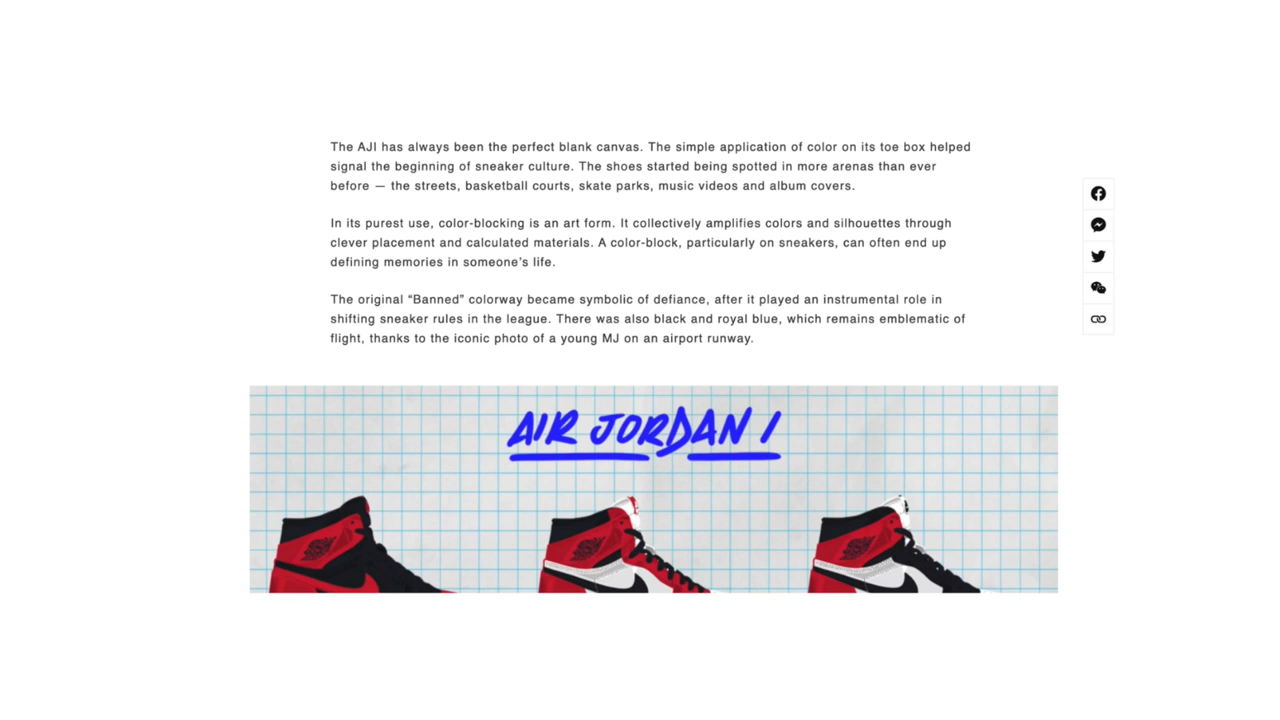 The AJI has always been the perfect blank canvas. The simple application of color on its toe box helped
signal the beginning of sneaker culture. The shoes started being spotted in more arenas than ever
before — the streets, basketball courts, skate parks, music videos and album covers.
In its purest use, color-blocking is an art form. It collectively amplifies colors and silhouettes through
clever placement and calculated materials. A color-block, particularly on sneakers, can often end up
defining memories in someone’s life.
The original “Banned” colorway became symbolic of defiance, after it played an instrumental role in
shifting sneaker rules in the league. There was also black and royal blue, which remains emblematic of
flight, thanks to the iconic photo of a young MJ on an airport runway.
AIR JORDAN I